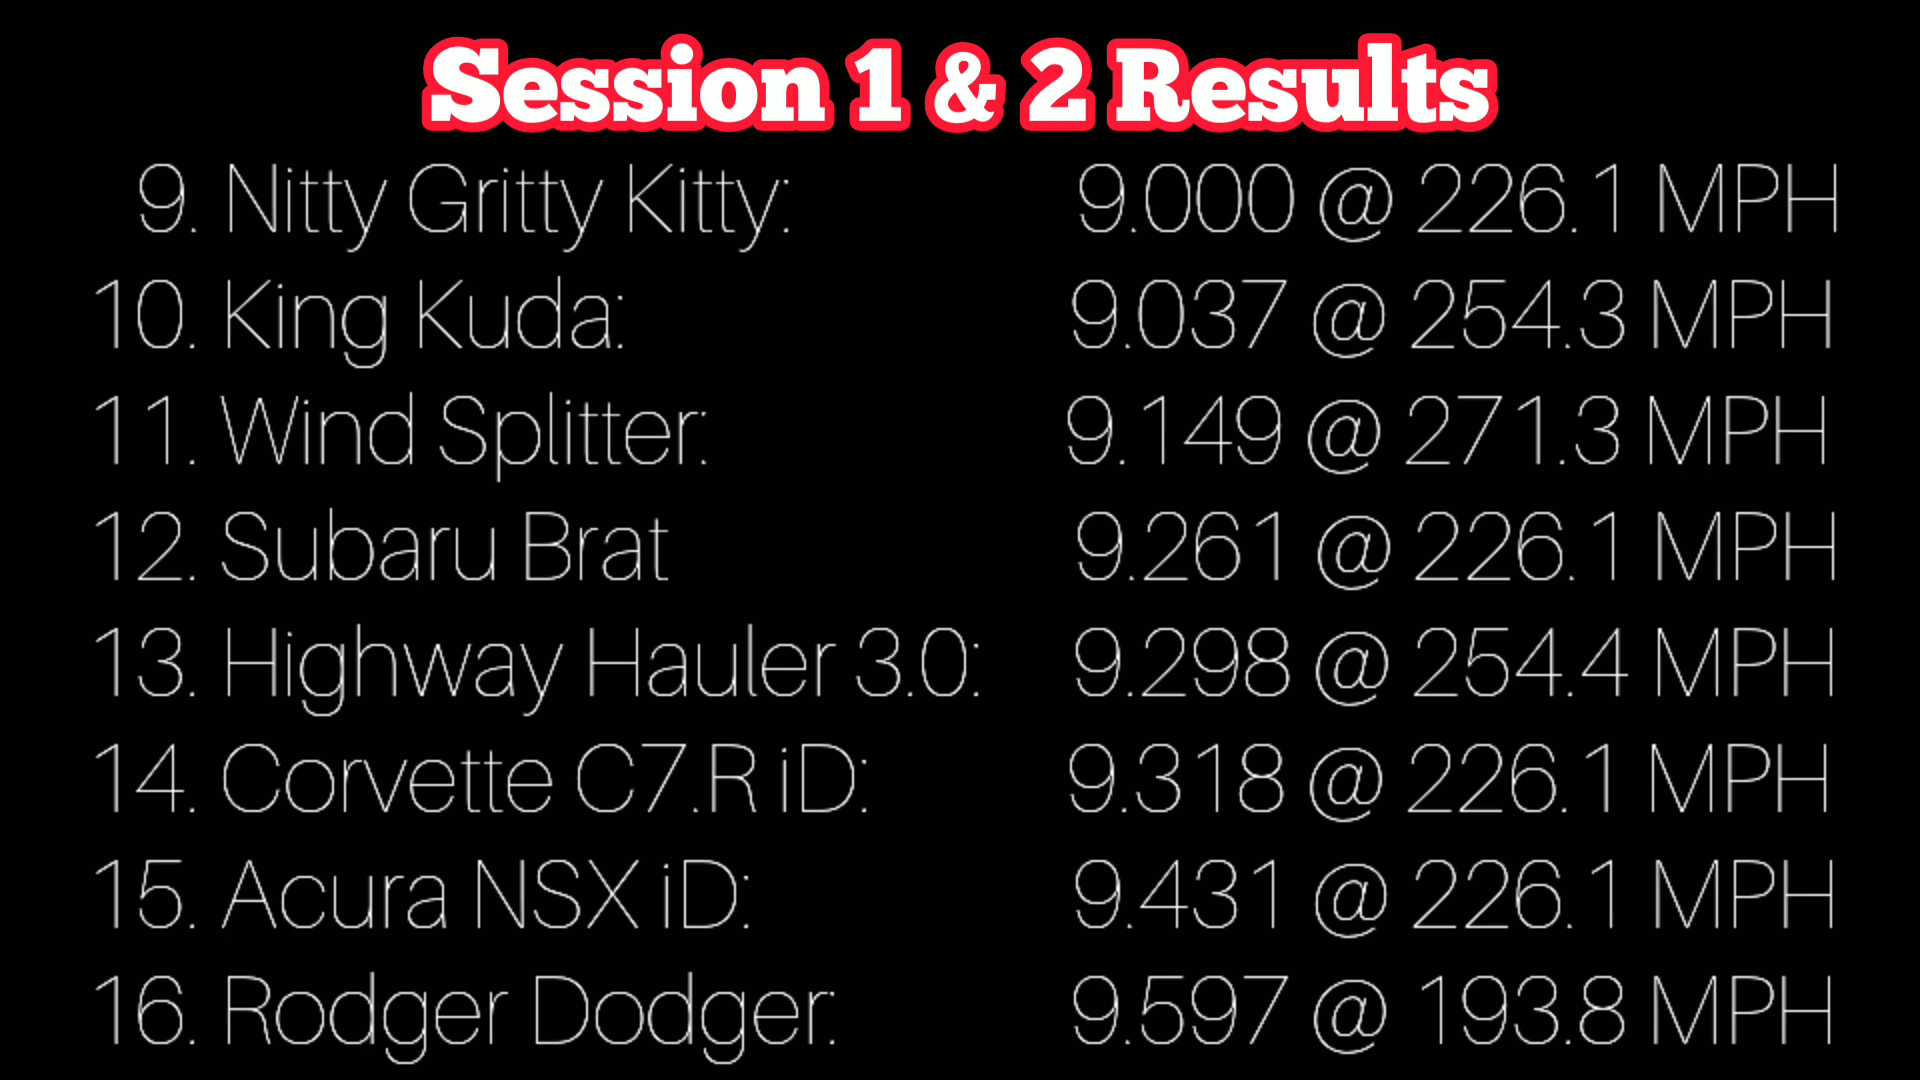 Session 1 & 2 Results
9. Nitty Gritty Kitty: 9.000 @ 226.1 MPH
10. King Kuda: 9.037 @ 254.3 MPH
11. Wind Splitter: 9.149 @ 271.3 MPH
12. Subaru Brat 9.261 @ 226.1 MPH
13. Highway Hauler 3.0: 9.298 @ 254.4 MPH
14. Corvette C7.R iD: 9.318 @ 226.1 MPH
15. Acura NSX iD: 9.431 @ 226.1 MPH
16. Rodger Dodger: 9.597 @ 193.8 MPH